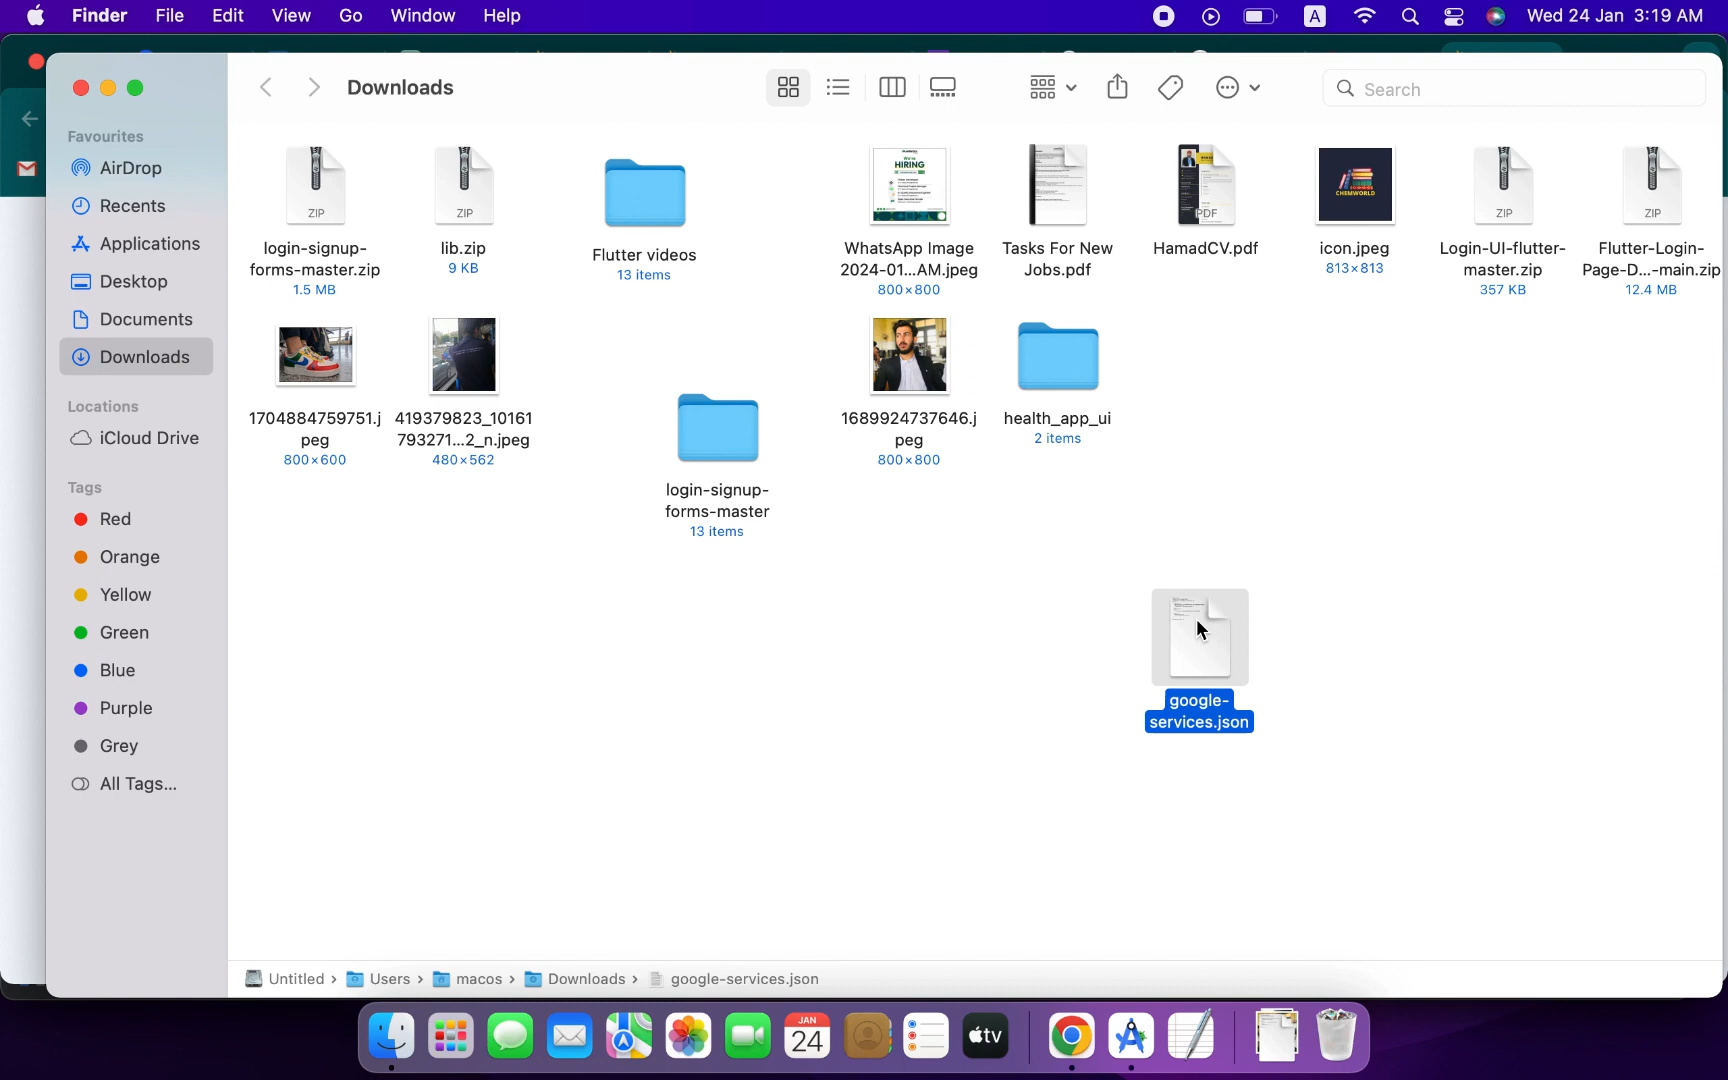 Finder File Edit View Go Window Help A Wed 24 Jan 3:19 AM
Downloads
Search
Favourites
AirDrop
Recents
Applications
Desktop
Documents
Downloads
Locations
iCloud Drive
Tags
Red
Orange
Yellow
Green
Blue
Purple
Grey
All Tags...
ZIP
login-signup-
forms-master.zip
1.5 MB
ZIP
lib.zip
9 KB
Flutter videos
13 items
HIRING
WhatsApp Image
2024-01...AM.jpeg
800×800
Tasks For New
Jobs.pdf
PDF
HamadCV.pdf
CHEMWORLD
icon.jpeg
813×813
ZIP
Login-UI-flutter-
master.zip
357 KB
ZIP
Flutter-Login-
Page-D...-main.zip
12.4 MB
1704884759751.j
peg
800×600
419379823_10161
793271...2_n.jpeg
480×562
login-signup-
forms-master
13 items
1689924737646.j
peg
800×800
health_app_ui
2 items
google-
services.json
Untitled › Users › macos › Downloads › google-services.json
JAN
24
tv